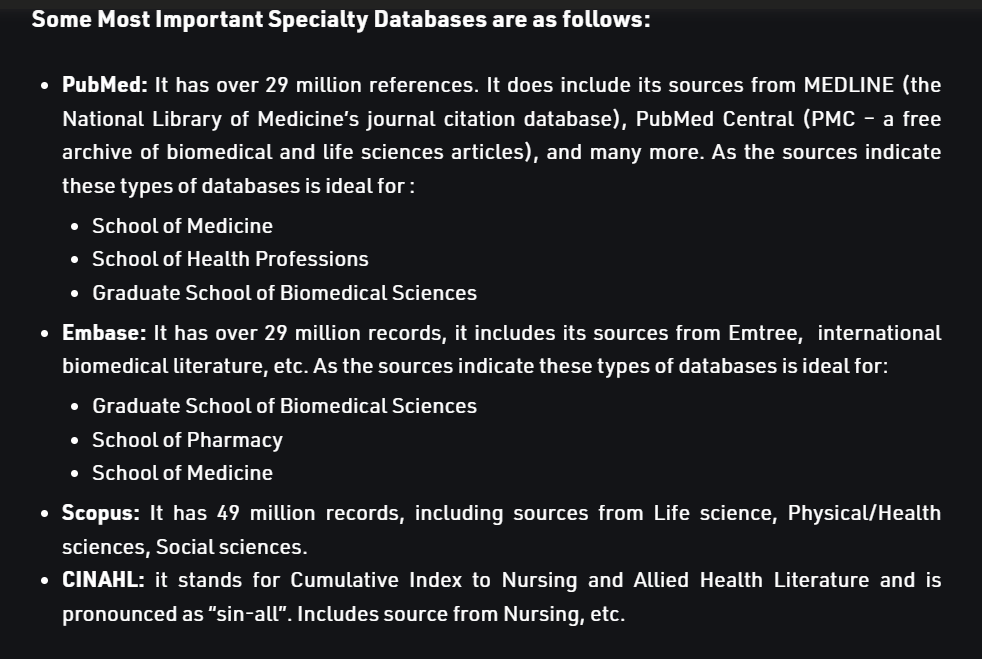 Some Most Important Specialty Databases are as follows:
• PubMed: It has over 29 million references. It does include its sources from MEDLINE (the
National Library of Medicine's journal citation database), PubMed Central (PMC – a free
archive of biomedical and life sciences articles), and many more. As the sources indicate
these types of databases is ideal for :
• School of Medicine
• School of Health Professions
• Graduate School of Biomedical Sciences
• Embase: It has over 29 million records, it includes its sources from Emtree,  international
biomedical literature, etc. As the sources indicate these types of databases is ideal for:
• Graduate School of Biomedical Sciences
• School of Pharmacy
• School of Medicine
• Scopus: It has 49 million records, including sources from Life science, Physical/Health
sciences, Social sciences.
• CINAHL: it stands for Cumulative Index to Nursing and Allied Health Literature and is
pronounced as “sin-all”. Includes source from Nursing, etc.